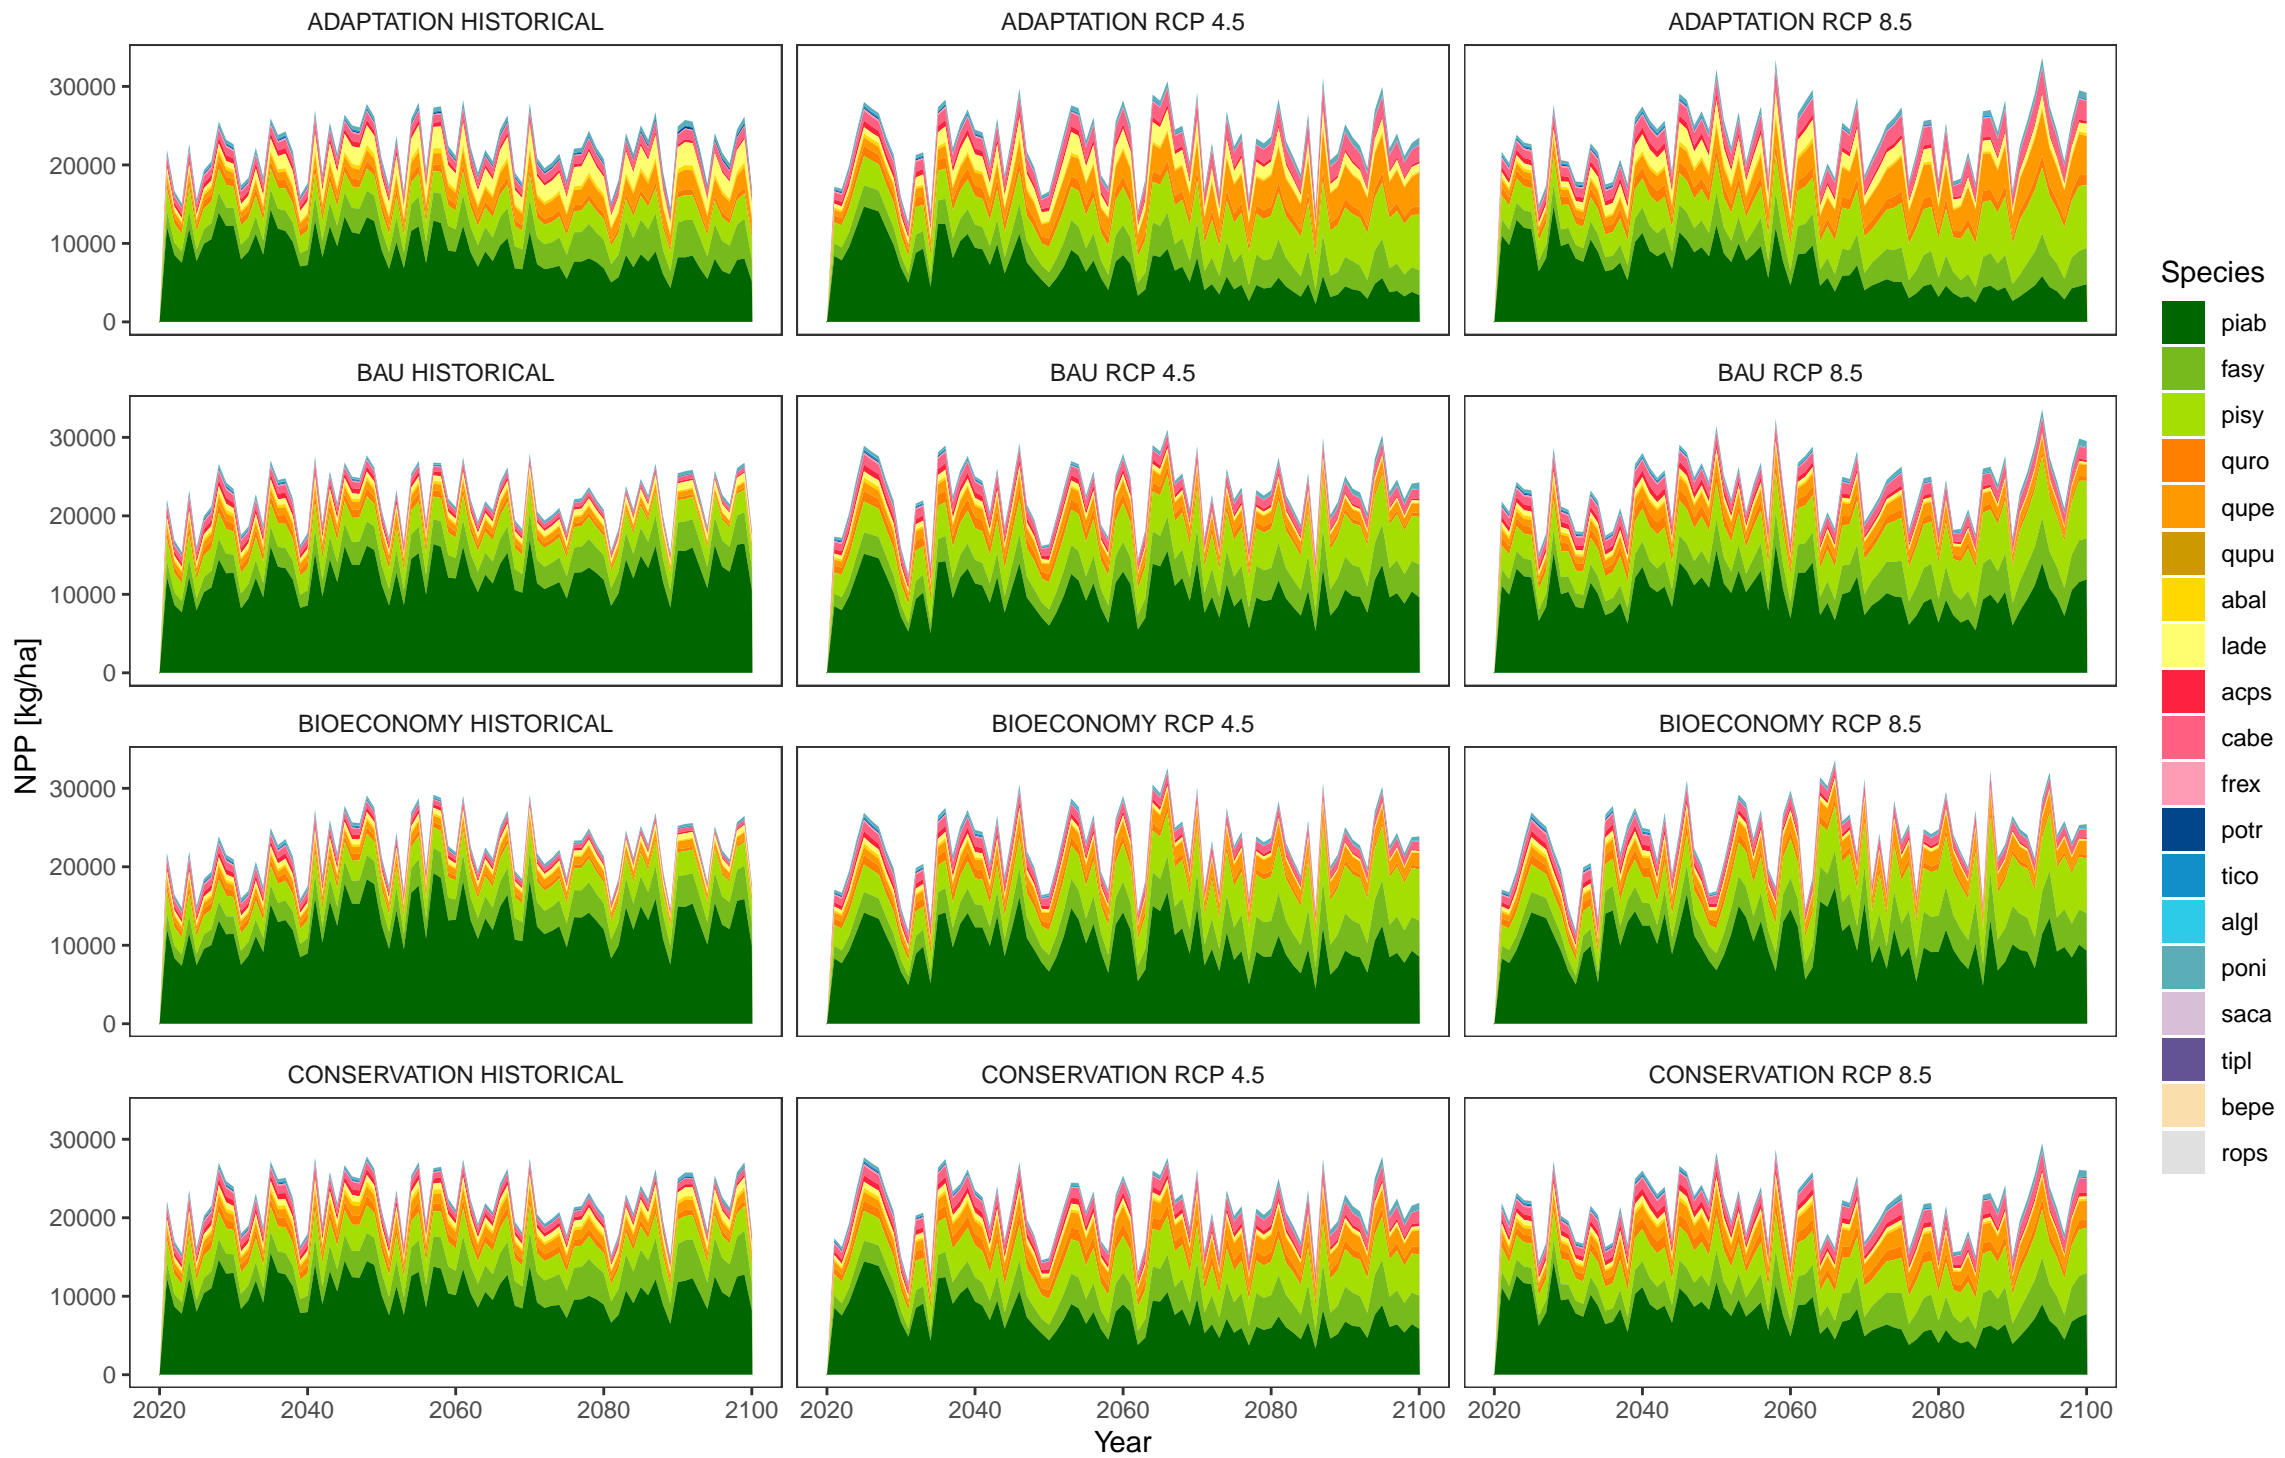 ADAPTATION HISTORICAL
ADAPTATION RCP 4.5
ADAPTATION RCP 8.5
30000
20000
10000
0
BAU HISTORICAL
BAU RCP 4.5
BAU RCP 8.5
30000
20000
10000
0
BIOECONOMY HISTORICAL
BIOECONOMY RCP 4.5
BIOECONOMY RCP 8.5
30000
20000
10000
0
CONSERVATION HISTORICAL
CONSERVATION RCP 4.5
CONSERVATION RCP 8.5
30000
20000
10000
0
NPP [kg/ha]
2020 2040 2060 2080 2100
2020 2040 2060 2080 2100
2020 2040 2060 2080 2100
Year
Species
piab
fasy
pisy
quro
qupe
qupu
abal
lade
acps
cabe
frex
potr
tico
algl
poni
saca
tipl
bepe
rops